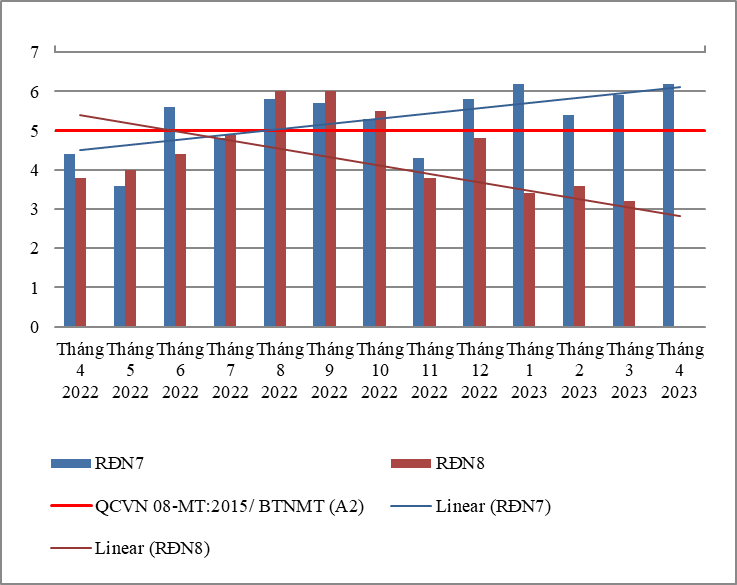 7
6
5
4
3
2
1
0
Tháng Tháng Tháng Tháng Tháng Tháng Tháng Tháng Tháng Tháng Tháng Tháng Tháng
4 5 6 7 8 9 10 11 12 1 2 3 4
2022 2022 2022 2022 2022 2022 2022 2022 2022 2023 2023 2023 2023
RĐN7 RĐN8
QCVN 08-MT:2015/ BTNMT (A2) Linear (RĐN7)
Linear (RĐN8)